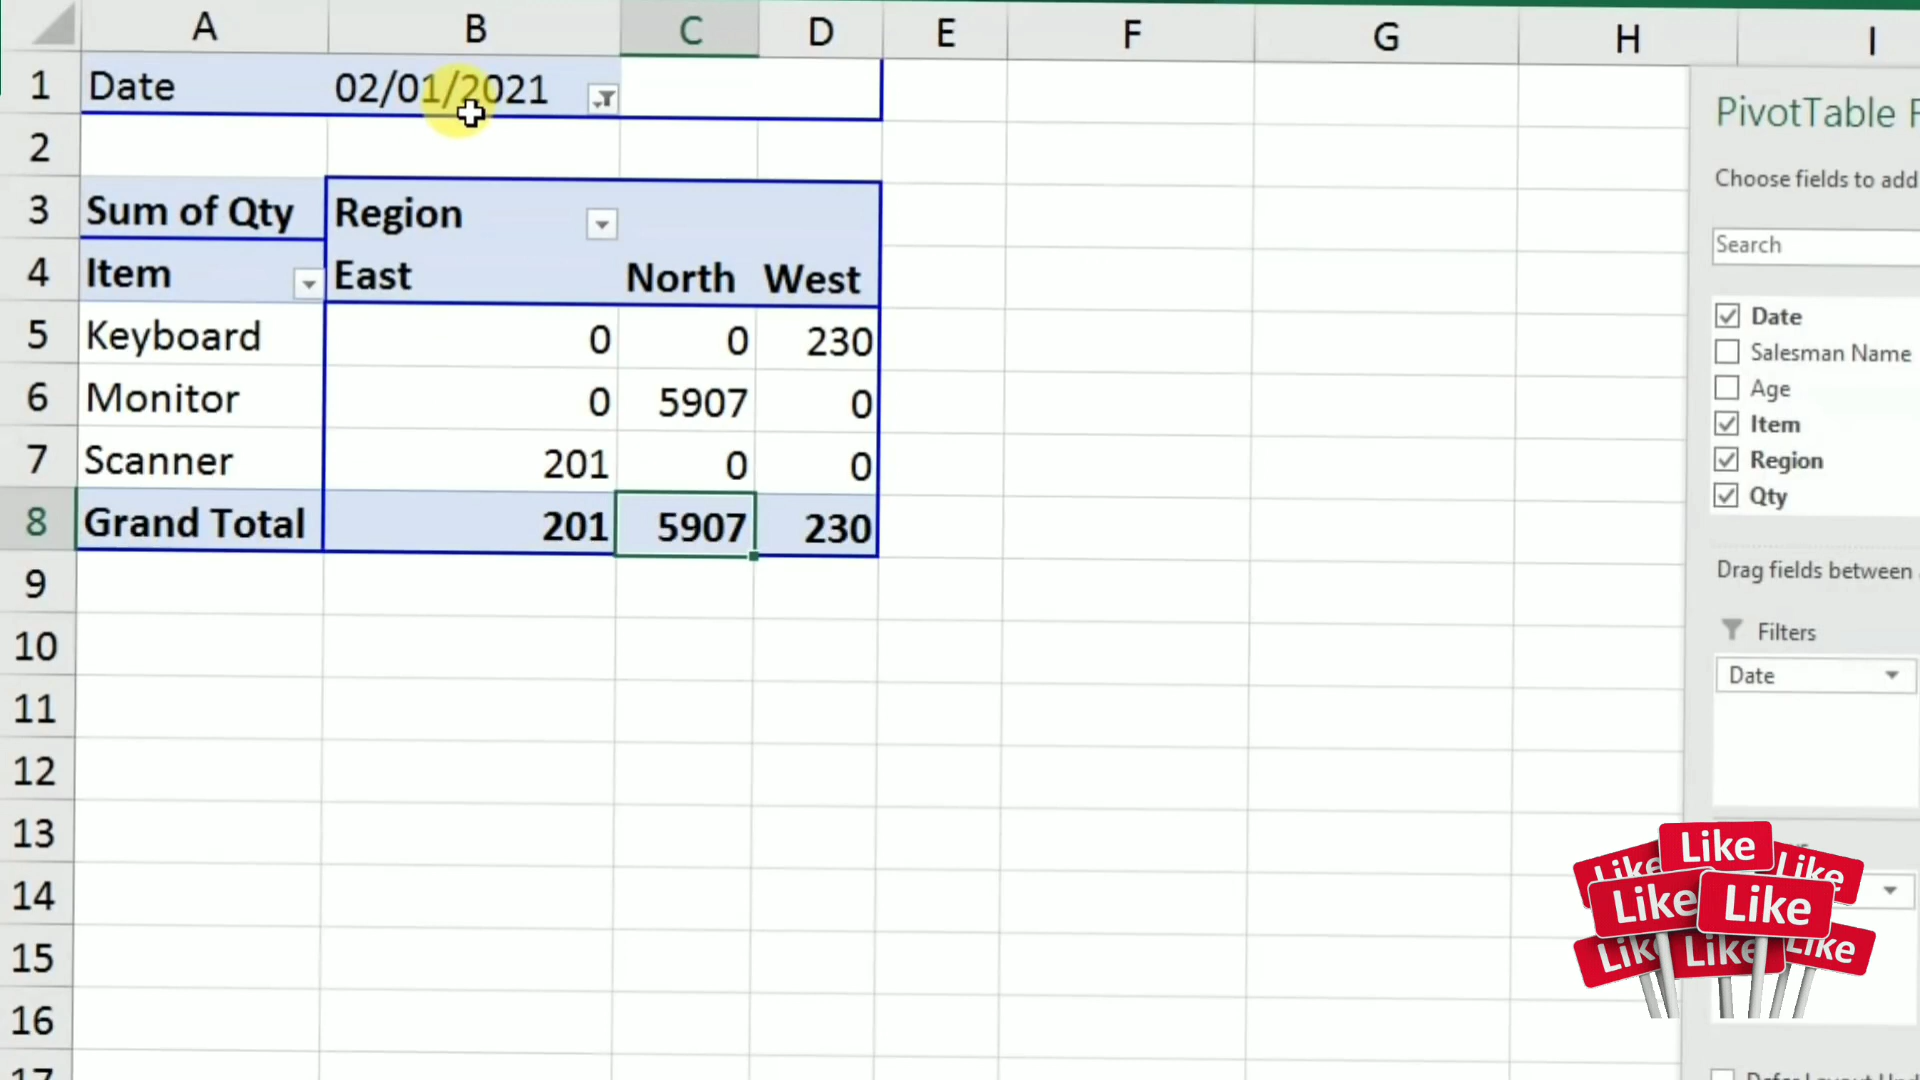 A B C D E F G H I
1 Date 02/01/2021
2
3 Sum of Qty Region
4 Item East North West
5 Keyboard 0 0 230
6 Monitor 0 5907 0
7 Scanner 201 0 0
8 Grand Total 201 5907 230
9
10
11
12
13
14
15
16
17
PivotTable F
Choose fields to add
Search
Date
Salesman Name
Age
Item
Region
Qty
Drag fields between
Filters
Date
Like
Like Like
Like Like
Like Like Like